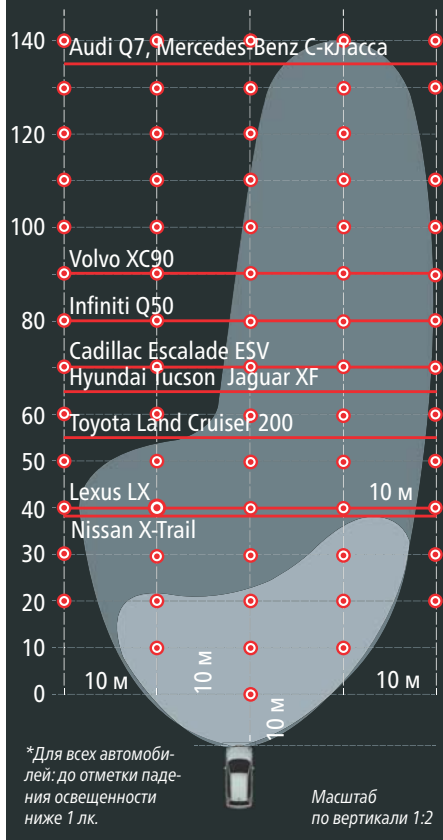 140
Audi Q7, Mercedes-Benz C-класса
120
100
Volvo XC90
80
Infiniti Q50
Cadillac Escalade ESV
Hyundai Tucson Jaguar XF
60
Toyota Land Cruiser 200
50
Lexus LX
10 м
40
Nissan X-Trail
30
20
10
10 м
10 м
10 м
0
10 м
*Для всех автомоби-
лей: до отметки паде-
ния освещенности
ниже 1 лк.
Масштаб
по вертикали 1:2